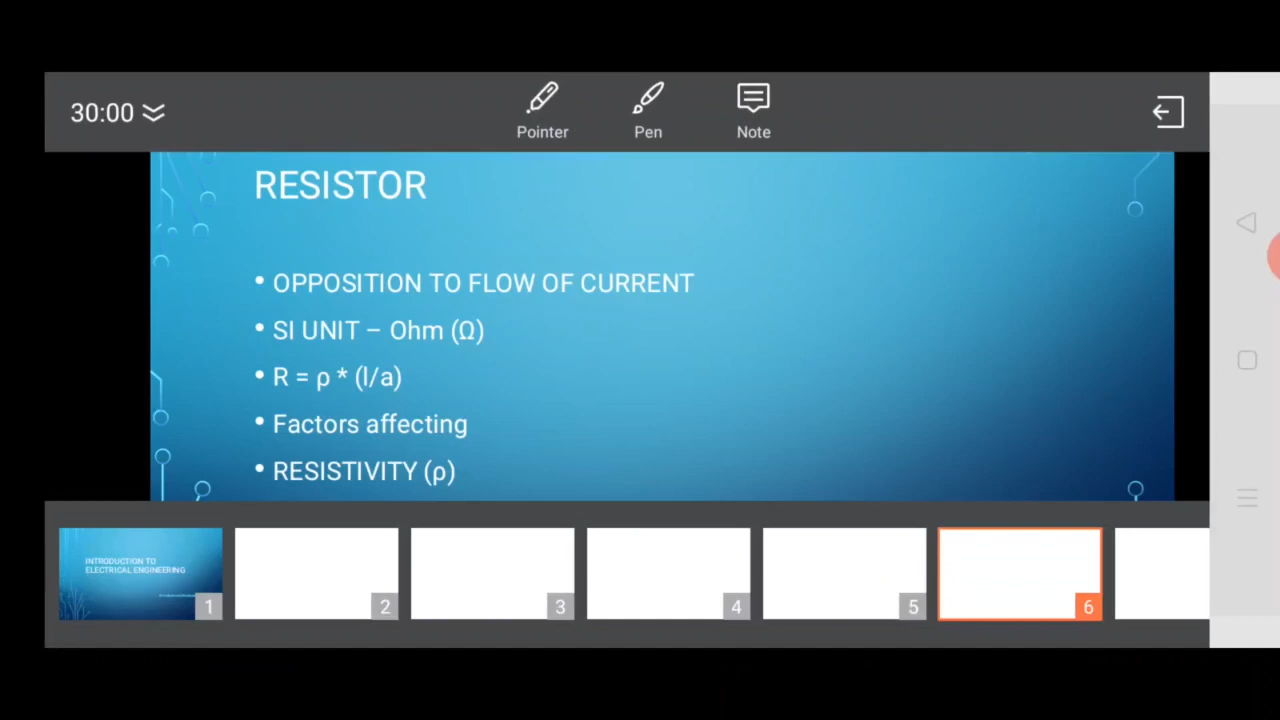 30:00
Pointer
Pen
Note
RESISTOR
• OPPOSITION TO FLOW OF CURRENT
• SI UNIT – Ohm (Ω)
• R = ρ * (l/a)
• Factors affecting
• RESISTIVITY (ρ)
INTRODUCTION TO
ELECTRICAL ENGINEERING
1
2
3
4
5
6